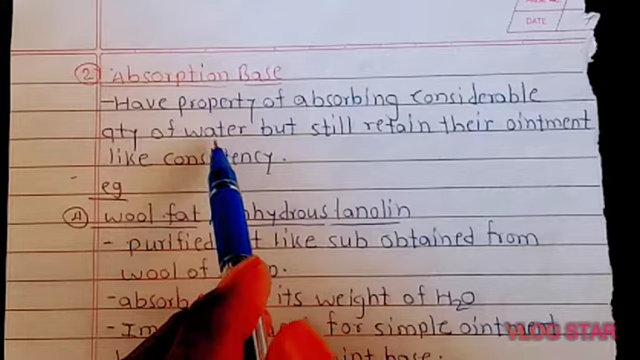 DATE
② Absorption Base
- Have property of absorbing considerable
qty of water but still retain their ointment
like consistency.
eg
Ⓐ wool fat hydrous lanolin
- purified like sub obtained from
wool of
- absorb its weight of H2O
- for simple ointment
base.
VLOG STAR